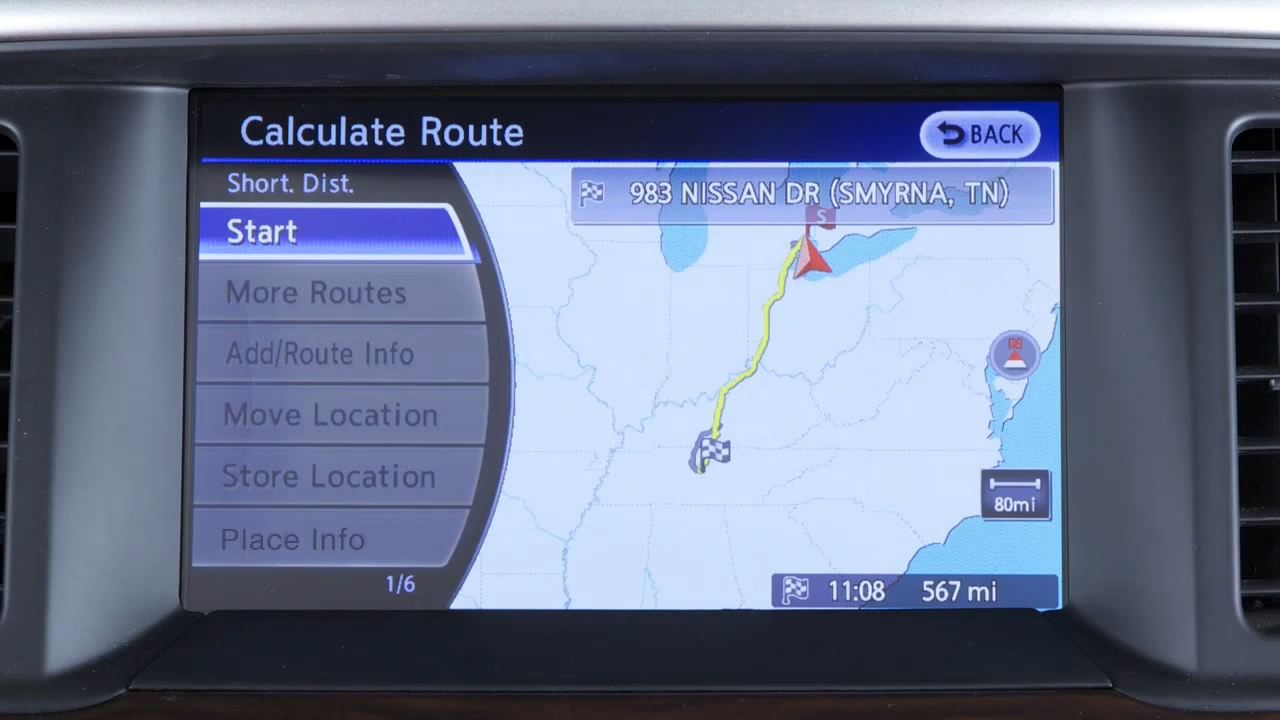 Calculate Route
BACK
Short. Dist.
983 NISSAN DR (SMYRNA, TN)
S
Start
More Routes
Add/Route Info
N
Move Location
Store Location
80mi
Place Info
1/6
11:08 567 mi